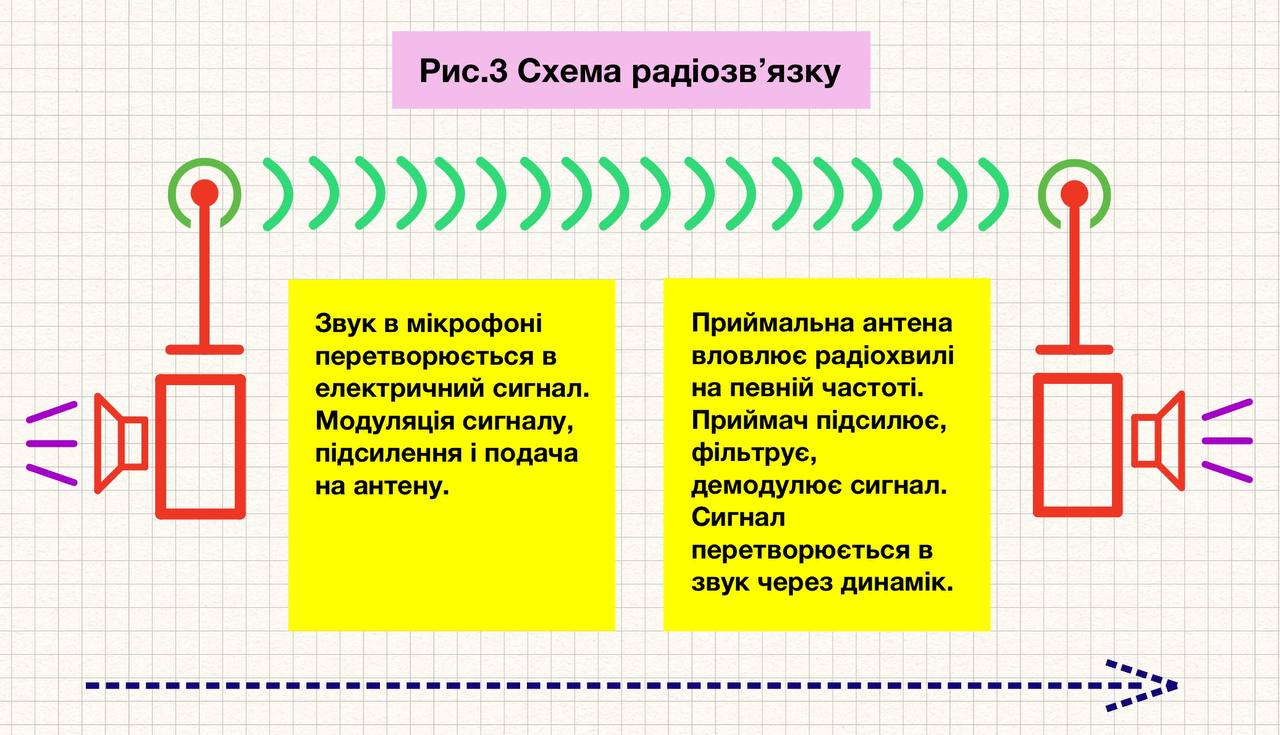 Рис.3 Схема радіозв’язку
Звук в мікрофоні
перетворюється в
електричний сигнал.
Модуляція сигналу,
підсилення і подача
на антену.
Приймальна антена
вловлює радіохвилі
на певній частоті.
Приймач підсилює,
фільтрує,
демодулює сигнал.
Сигнал
перетворюється в
звук через динамік.